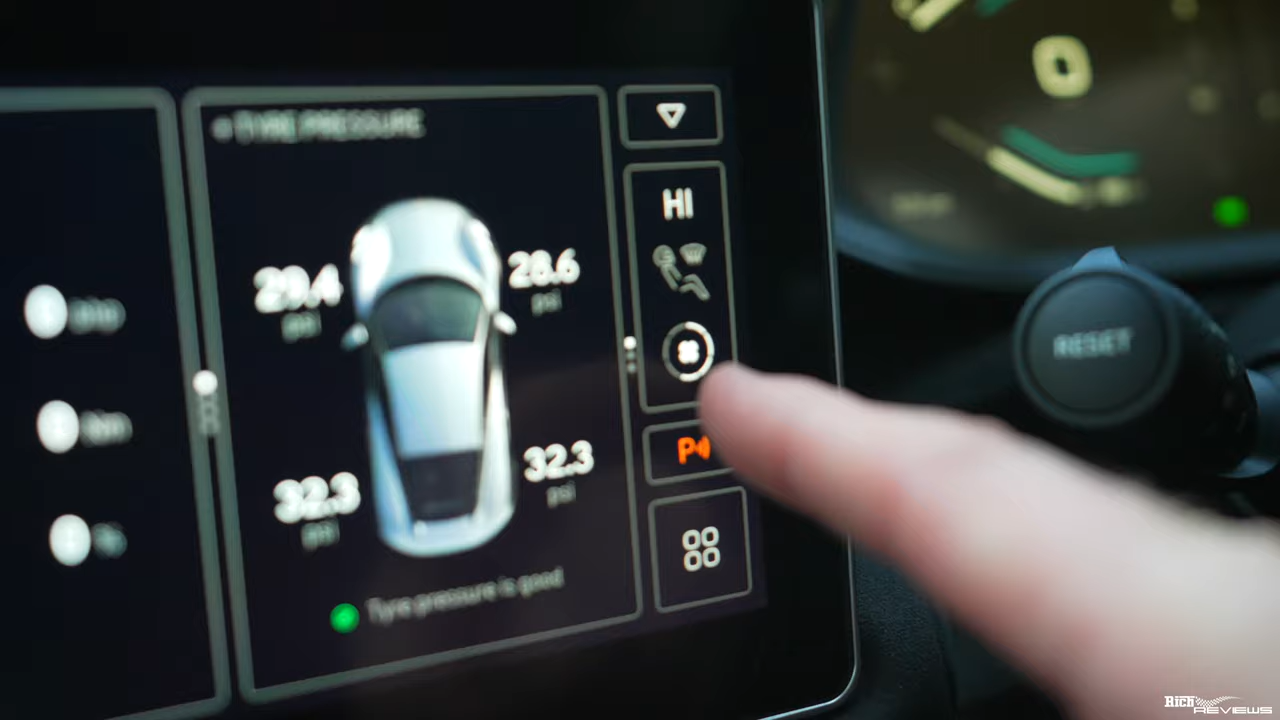 TYRE PRESSURE
HI
29.4
psi
28.6
psi
32.3
psi
32.3
psi
P
Tyre pressure is good
0
RESET
Rich
REVIEWS